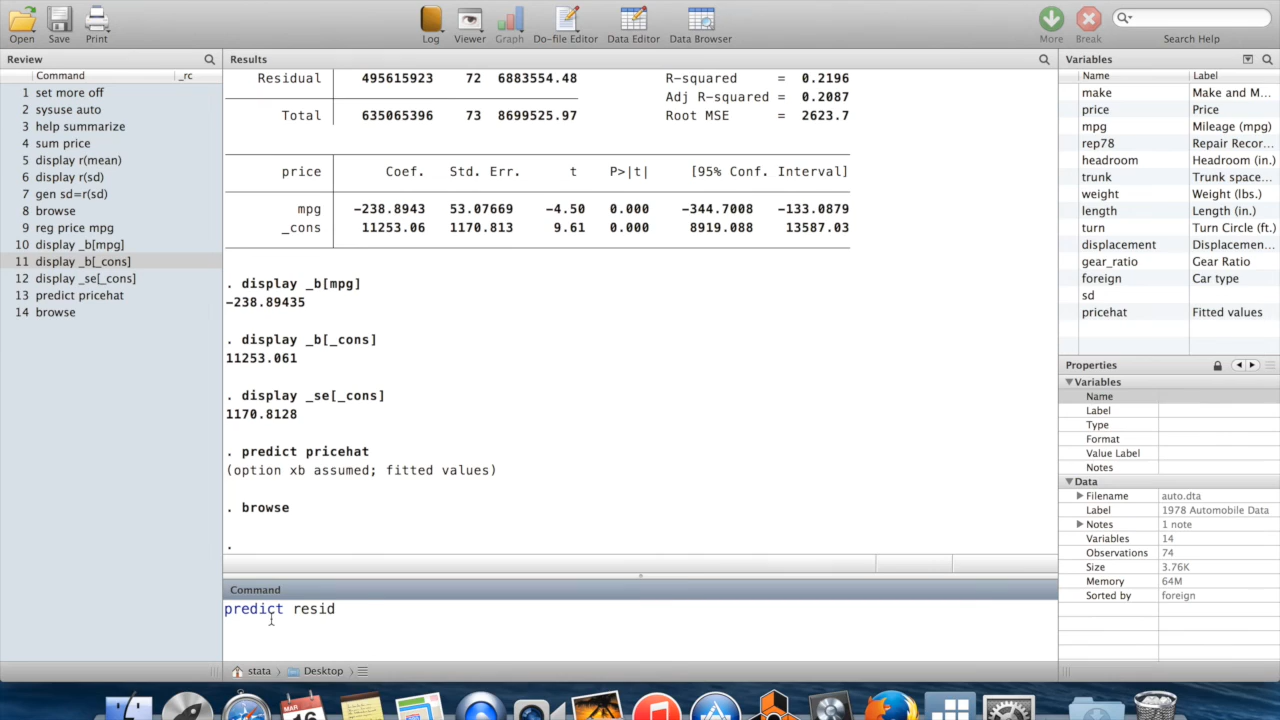 Open Save Print Log Viewer Graph Do-file Editor Data Editor Data Browser More Break Search Help
Review
Command _rc
1 set more off
2 sysuse auto
3 help summarize
4 sum price
5 display r(mean)
6 display r(sd)
7 gen sd=r(sd)
8 browse
9 reg price mpg
10 display _b[mpg]
11 display _b[_cons]
12 display _se[_cons]
13 predict pricehat
14 browse
Results
Residual 495615923 72 6883554.48 R-squared = 0.2196
Adj R-squared = 0.2087
Total 635065396 73 8699525.97 Root MSE = 2623.7
price Coef. Std. Err. t P>|t| [95% Conf. Interval]
mpg -238.8943 53.07669 -4.50 0.000 -344.7008 -133.0879
_cons 11253.06 1170.813 9.61 0.000 8919.088 13587.03
. display _b[mpg]
-238.89435
. display _b[_cons]
11253.061
. display _se[_cons]
1170.8128
. predict pricehat
(option xb assumed; fitted values)
. browse
.
Command
predict resid
stata Desktop
Variables
Name Label
make Make and M...
price Price
mpg Mileage (mpg)
rep78 Repair Recor...
headroom Headroom (in.)
trunk Trunk space...
weight Weight (lbs.)
length Length (in.)
turn Turn Circle (ft.)
displacement Displacemen...
gear_ratio Gear Ratio
foreign Car type
sd
pricehat Fitted values
Properties
Variables
Name
Label
Type
Format
Value Label
Notes
Data
Filename auto.dta
Label 1978 Automobile Data
Notes 1 note
Variables 14
Observations 74
Size 3.76K
Memory 64M
Sorted by foreign
MAR
16